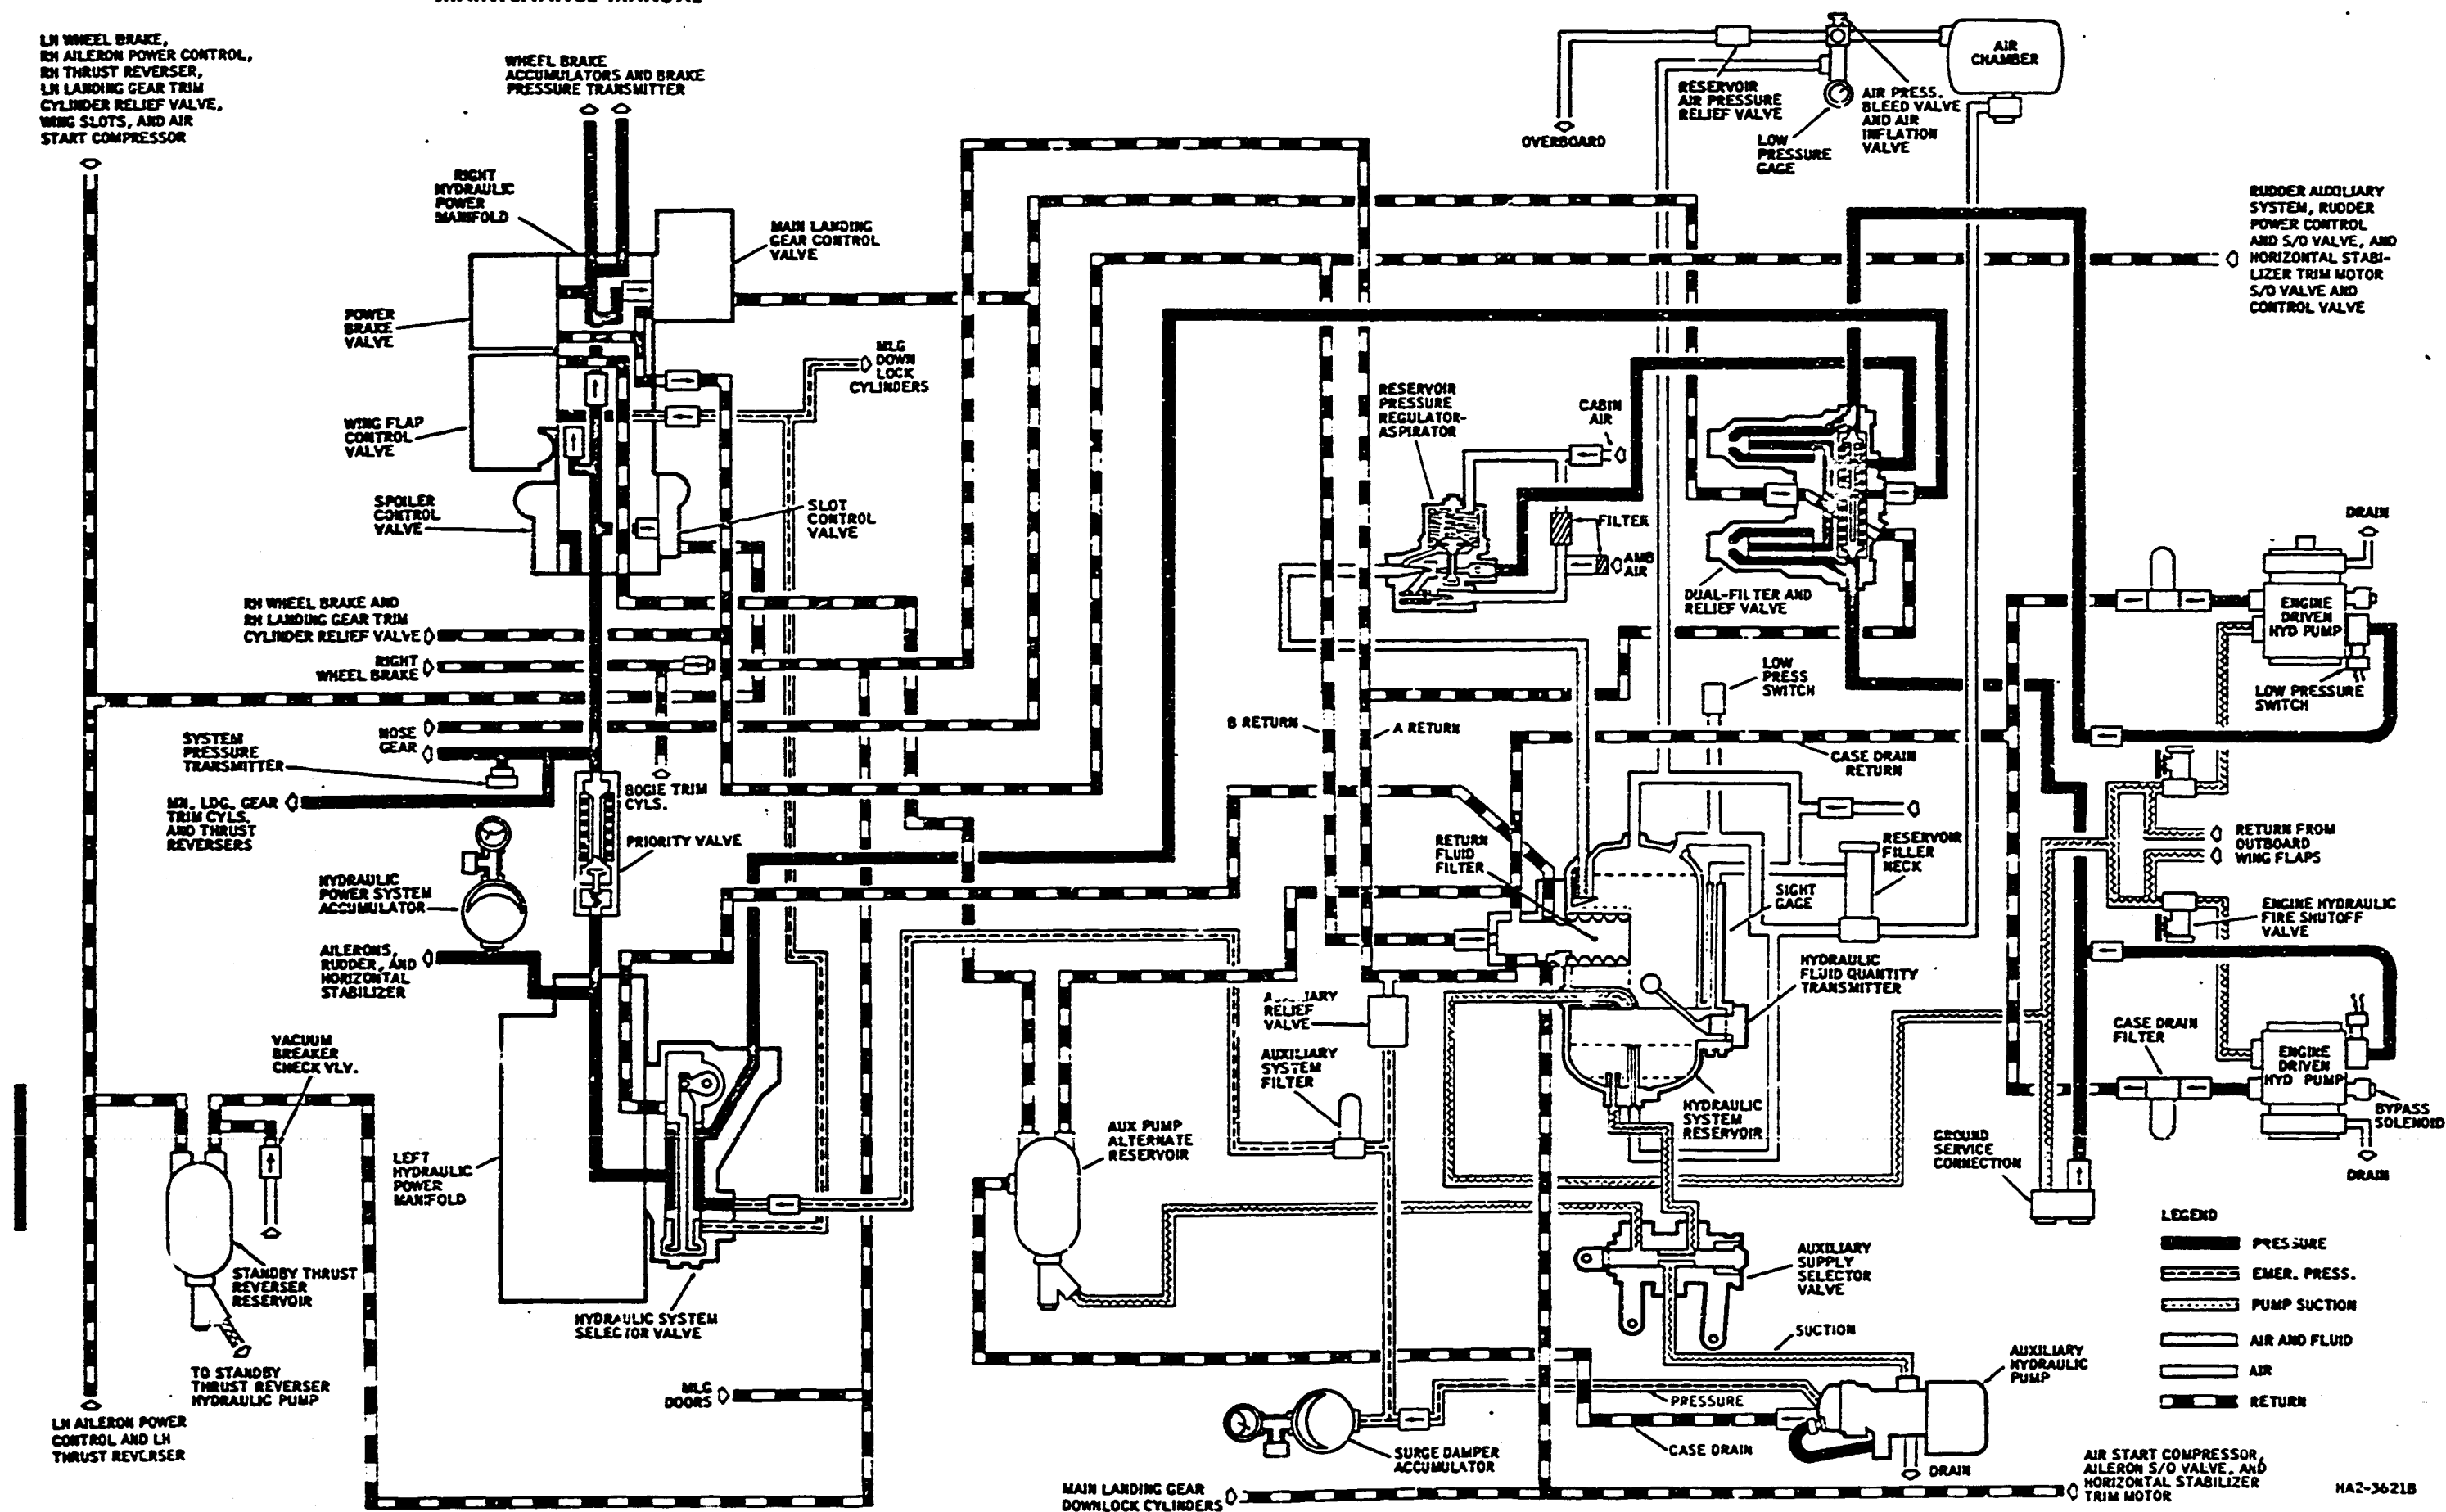 MAINTENANCE MANUAL
LH WHEEL BRAKE,
RH AILERON POWER CONTROL,
RH THRUST REVERSER,
LH LANDING GEAR TRIM
CYLINDER RELIEF VALVE,
WING SLOTS, AND AIR
START COMPRESSOR
WHEEL BRAKE
ACCUMULATORS AND BRAKE
PRESSURE TRANSMITTER
RIGHT
HYDRAULIC
POWER
MANIFOLD
MAIN LANDING
GEAR CONTROL
VALVE
POWER
BRAKE
VALVE
MLG
DOWN
LOCK
CYLINDERS
WING FLAP
CONTROL
VALVE
SPOILER
CONTROL
VALVE
SLOT
CONTROL
VALVE
RH WHEEL BRAKE AND
RH LANDING GEAR TRIM
CYLINDER RELIEF VALVE
RIGHT
WHEEL BRAKE
NOSE
GEAR
SYSTEM
PRESSURE
TRANSMITTER
MN. LDG. GEAR
TRIM CYLS.
AND THRUST
REVERSERS
BOGIE TRIM
CYLS.
PRIORITY VALVE
HYDRAULIC
POWER SYSTEM
ACCUMULATOR
AILERONS,
RUDDER, AND
HORIZONTAL
STABILIZER
VACUUM
BREAKER
CHECK VLV.
LEFT
HYDRAULIC
POWER
MANIFOLD
STANDBY THRUST
REVERSER
RESERVOIR
HYDRAULIC SYSTEM
SELECTOR VALVE
TO STANDBY
THRUST REVERSER
HYDRAULIC PUMP
LH AILERON POWER
CONTROL AND LH
THRUST REVERSER
MLG
DOORS
OVERBOARD
RESERVOIR
AIR PRESSURE
RELIEF VALVE
LOW
PRESSURE
GAGE
AIR PRESS.
BLEED VALVE
AND AIR
INFLATION
VALVE
AIR
CHAMBER
RUDDER AUXILIARY
SYSTEM, RUDDER
POWER CONTROL
AND S/O VALVE, AND
HORIZONTAL STABI-
LIZER TRIM MOTOR
S/O VALVE AND
CONTROL VALVE
RESERVOIR
PRESSURE
REGULATOR-
ASPIRATOR
CABIN
AIR
FILTER
AMB
AIR
DUAL-FILTER AND
RELIEF VALVE
DRAIN
ENGINE
DRIVEN
HYD PUMP
LOW PRESSURE
SWITCH
LOW
PRESS
SWITCH
B RETURN
A RETURN
CASE DRAIN
RETURN
RETURN
FLUID
FILTER
SIGHT
GAGE
RESERVOIR
FILLER
NECK
RETURN FROM
OUTBOARD
WING FLAPS
ENGINE HYDRAULIC
FIRE SHUTOFF
VALVE
HYDRAULIC
FLUID QUANTITY
TRANSMITTER
RELIEF
VALVE
AUXILIARY
SYSTEM
FILTER
CASE DRAIN
FILTER
ENGINE
DRIVEN
HYD PUMP
BYPASS
SOLENOID
DRAIN
AUX PUMP
ALTERNATE
RESERVOIR
HYDRAULIC
SYSTEM
RESERVOIR
GROUND
SERVICE
CONNECTION
AUXILIARY
SUPPLY
SELECTOR
VALVE
SUCTION
PRESSURE
CASE DRAIN
AUXILIARY
HYDRAULIC
PUMP
DRAIN
SURGE DAMPER
ACCUMULATOR
MAIN LANDING GEAR
DOWNLOCK CYLINDERS
AIR START COMPRESSOR,
AILERON S/O VALVE, AND
HORIZONTAL STABILIZER
TRIM MOTOR
LEGEND
PRESSURE
EMER. PRESS.
PUMP SUCTION
AIR AND FLUID
AIR
RETURN
HA2-3621B